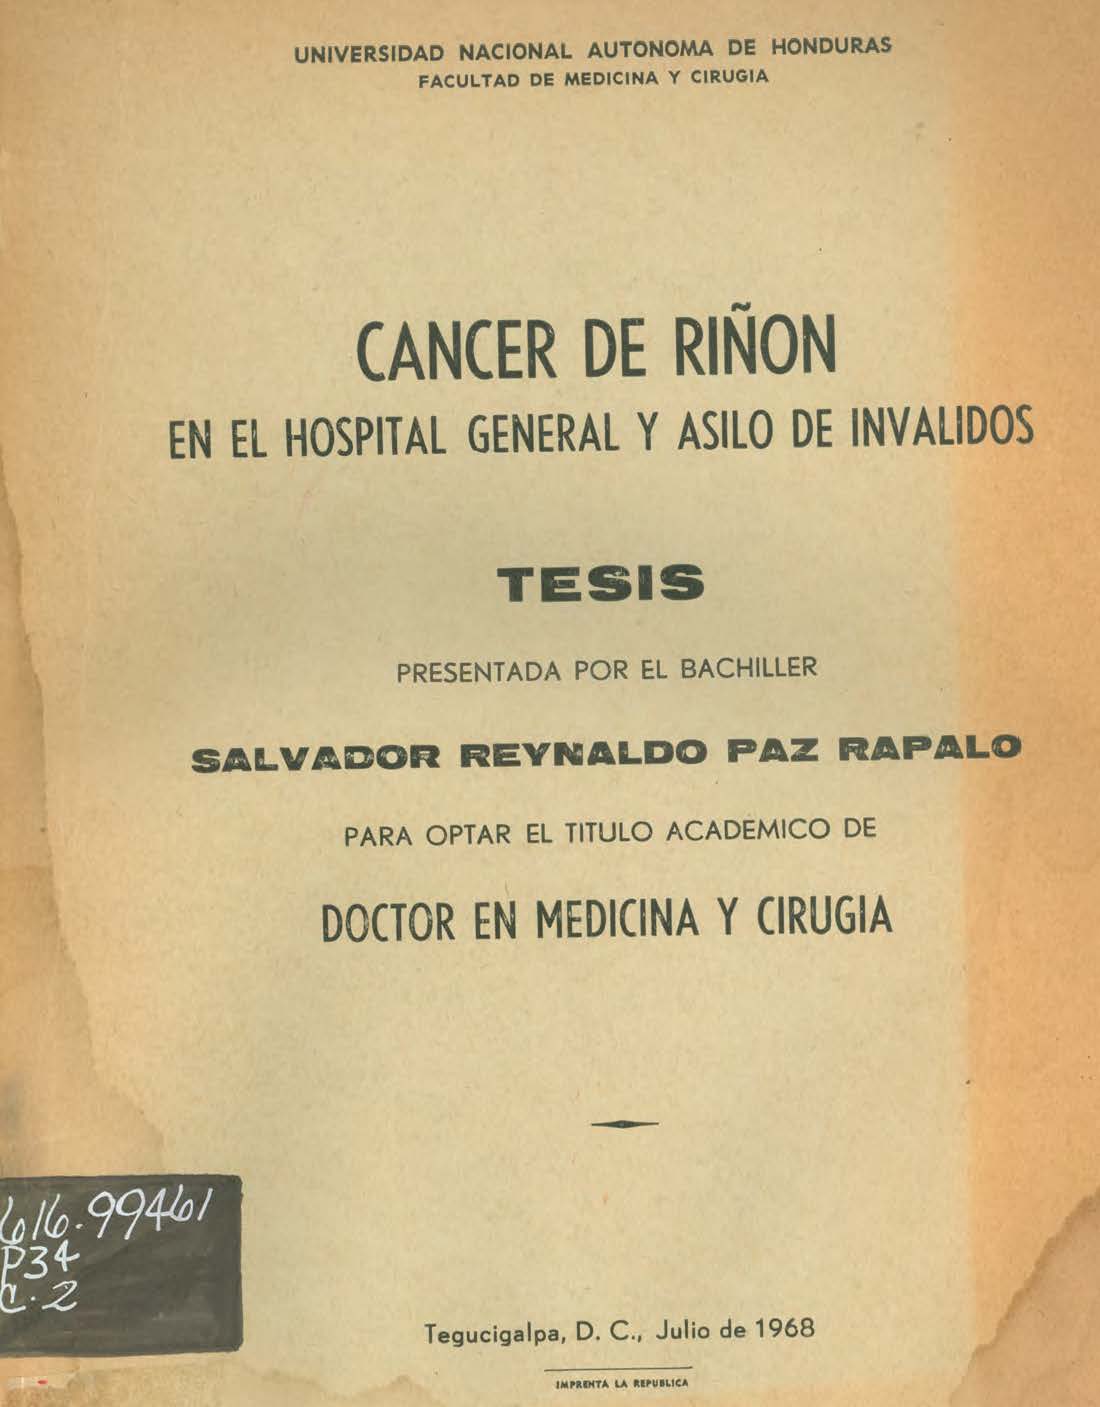 UNIVERSIDAD NACIONAL AUTONOMA DE HONDURAS
FACULTAD DE MEDICINA Y CIRUGIA
CANCER DE RIÑON
EN EL HOSPITAL GENERAL Y ASILO DE INVALIDOS
TESIS
PRESENTADA POR EL BACHILLER
SALVADOR REYNALDO PAZ RAPALO
PARA OPTAR EL TITULO ACADEMICO DE
DOCTOR EN MEDICINA Y CIRUGIA
616.99461
P34
C.2
Tegucigalpa, D. C., Julio de 1968
IMPRENTA LA REPUBLICA